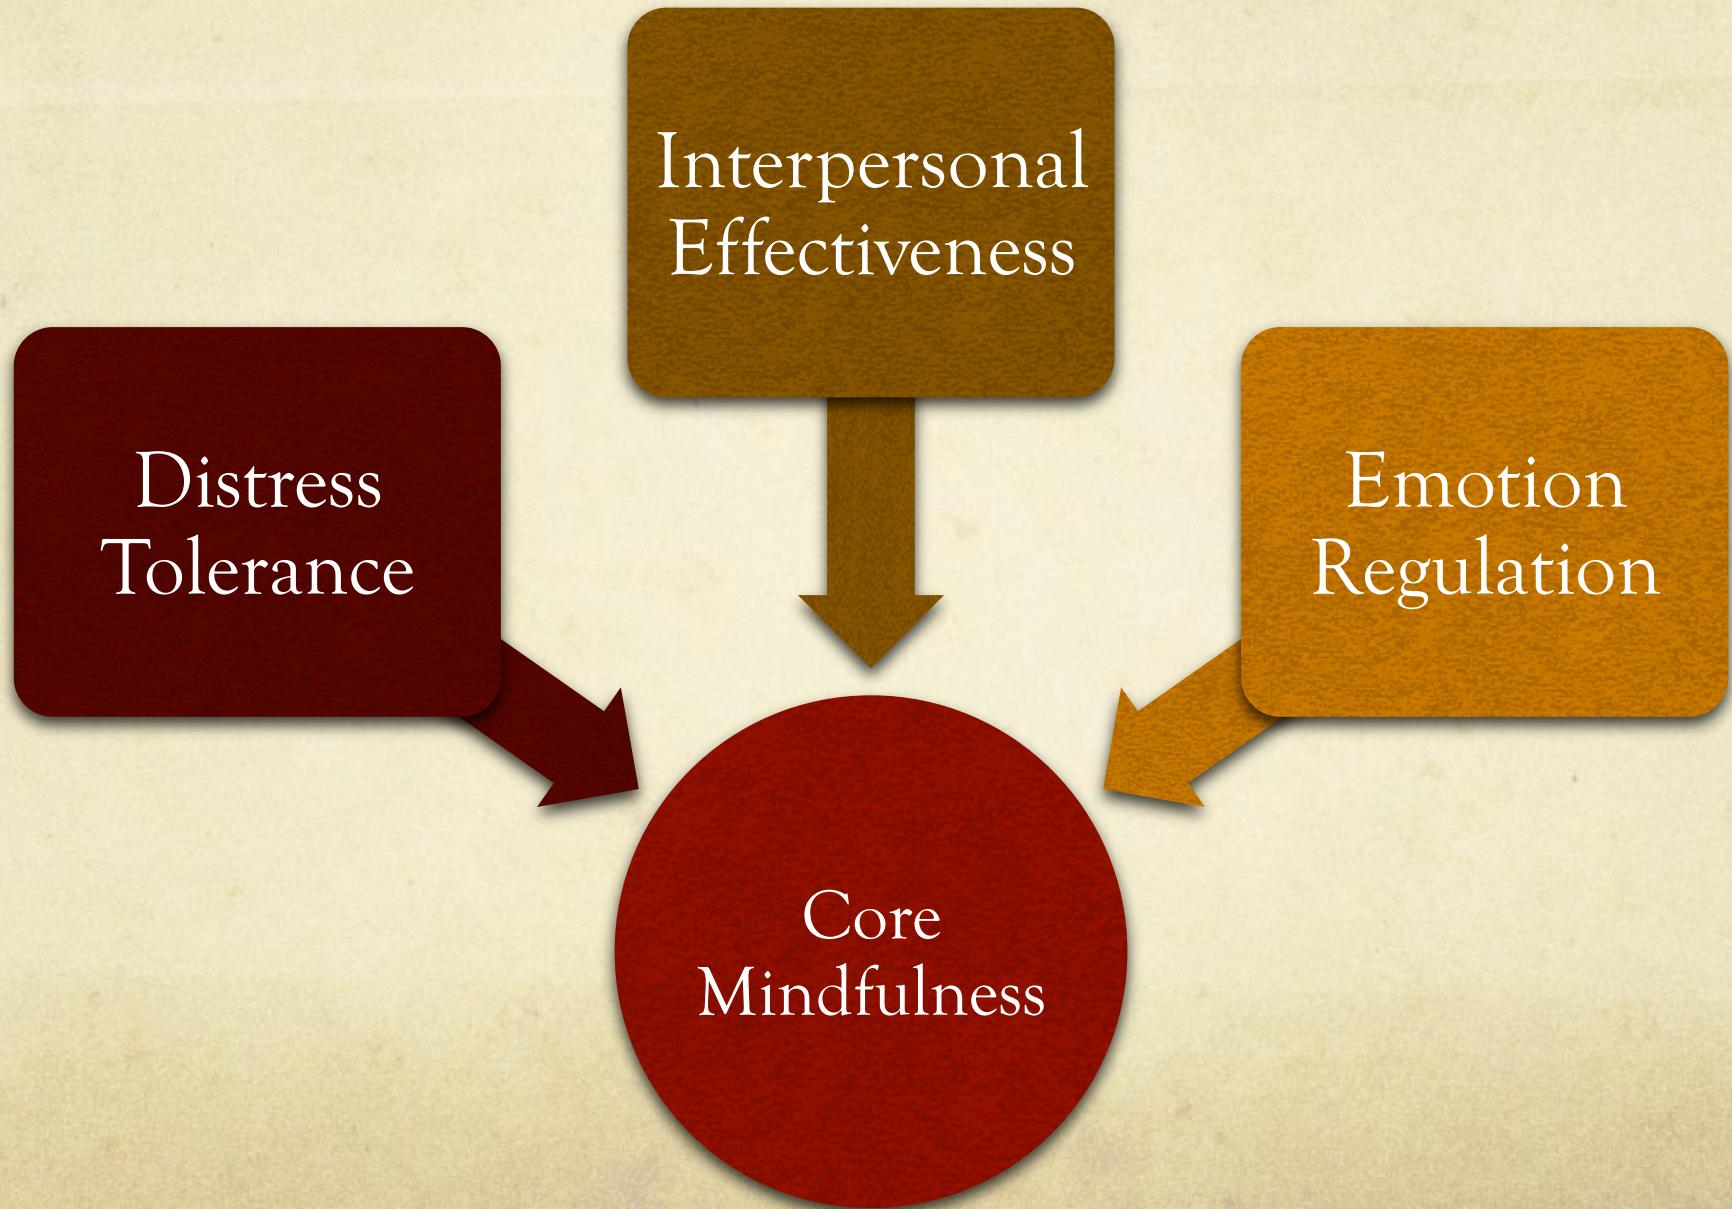 Interpersonal
Effectiveness
Distress
Tolerance
Emotion
Regulation
Core
Mindfulness